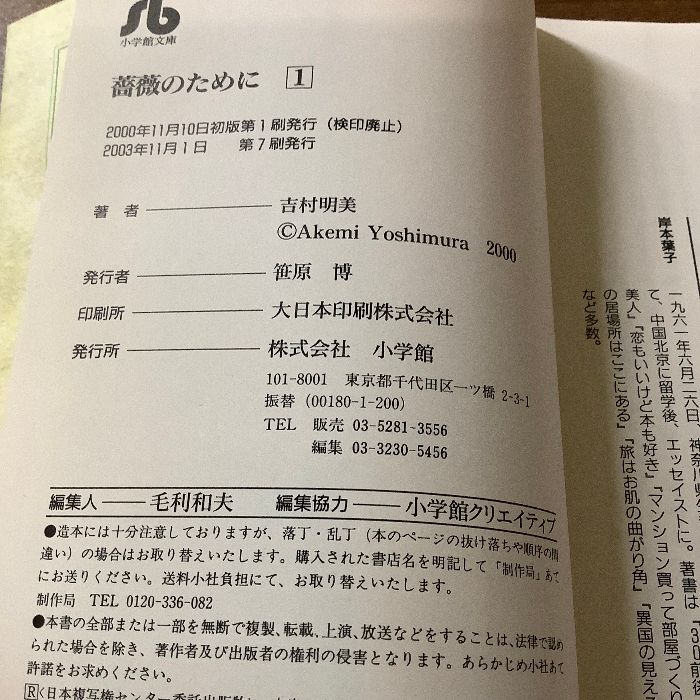 小学館文庫
薔薇のために 1
2000年11月10日初版第1刷発行（検印廃止）
2003年11月1日 第7刷発行
著者 吉村明美
©Akemi Yoshimura 2000
発行者 笹原 博
印刷所 大日本印刷株式会社
発行所 株式会社 小学館
101-8001 東京都千代田区一ツ橋 2-3-1
振替（00180-1-200）
TEL 販売 03-5281-3556
編集 03-3230-5456
編集人――毛利和夫 編集協力――小学館クリエイティブ
●造本には十分注意しておりますが、落丁・乱丁（本のページの抜け落ちや順序の間
違い）の場合はお取り替えいたします。購入された書店名を明記して「制作局」あて
にお送りください。送料小社負担にて、お取り替えいたします。
制作局 TEL 0120-336-082
●本書の全部または一部を無断で複製、転載、上演、放送などをすることは、法律で認め
られた場合を除き、著作者及び出版者の権利の侵害となります。あらかじめ小社あて
許諾をお求めください。
Ⓡ＜日本複写権センター委託出版物＞
岸本葉子
一九六一年六月二六日、神奈川
て、中国北京に留学後、エッセイストに。著書は『30前後
美人』『恋もいいけど本も好き』『マンション買って部屋づくり
の居場所はここにある』『旅はお肌の曲がり角』『異国の見え
など多数。